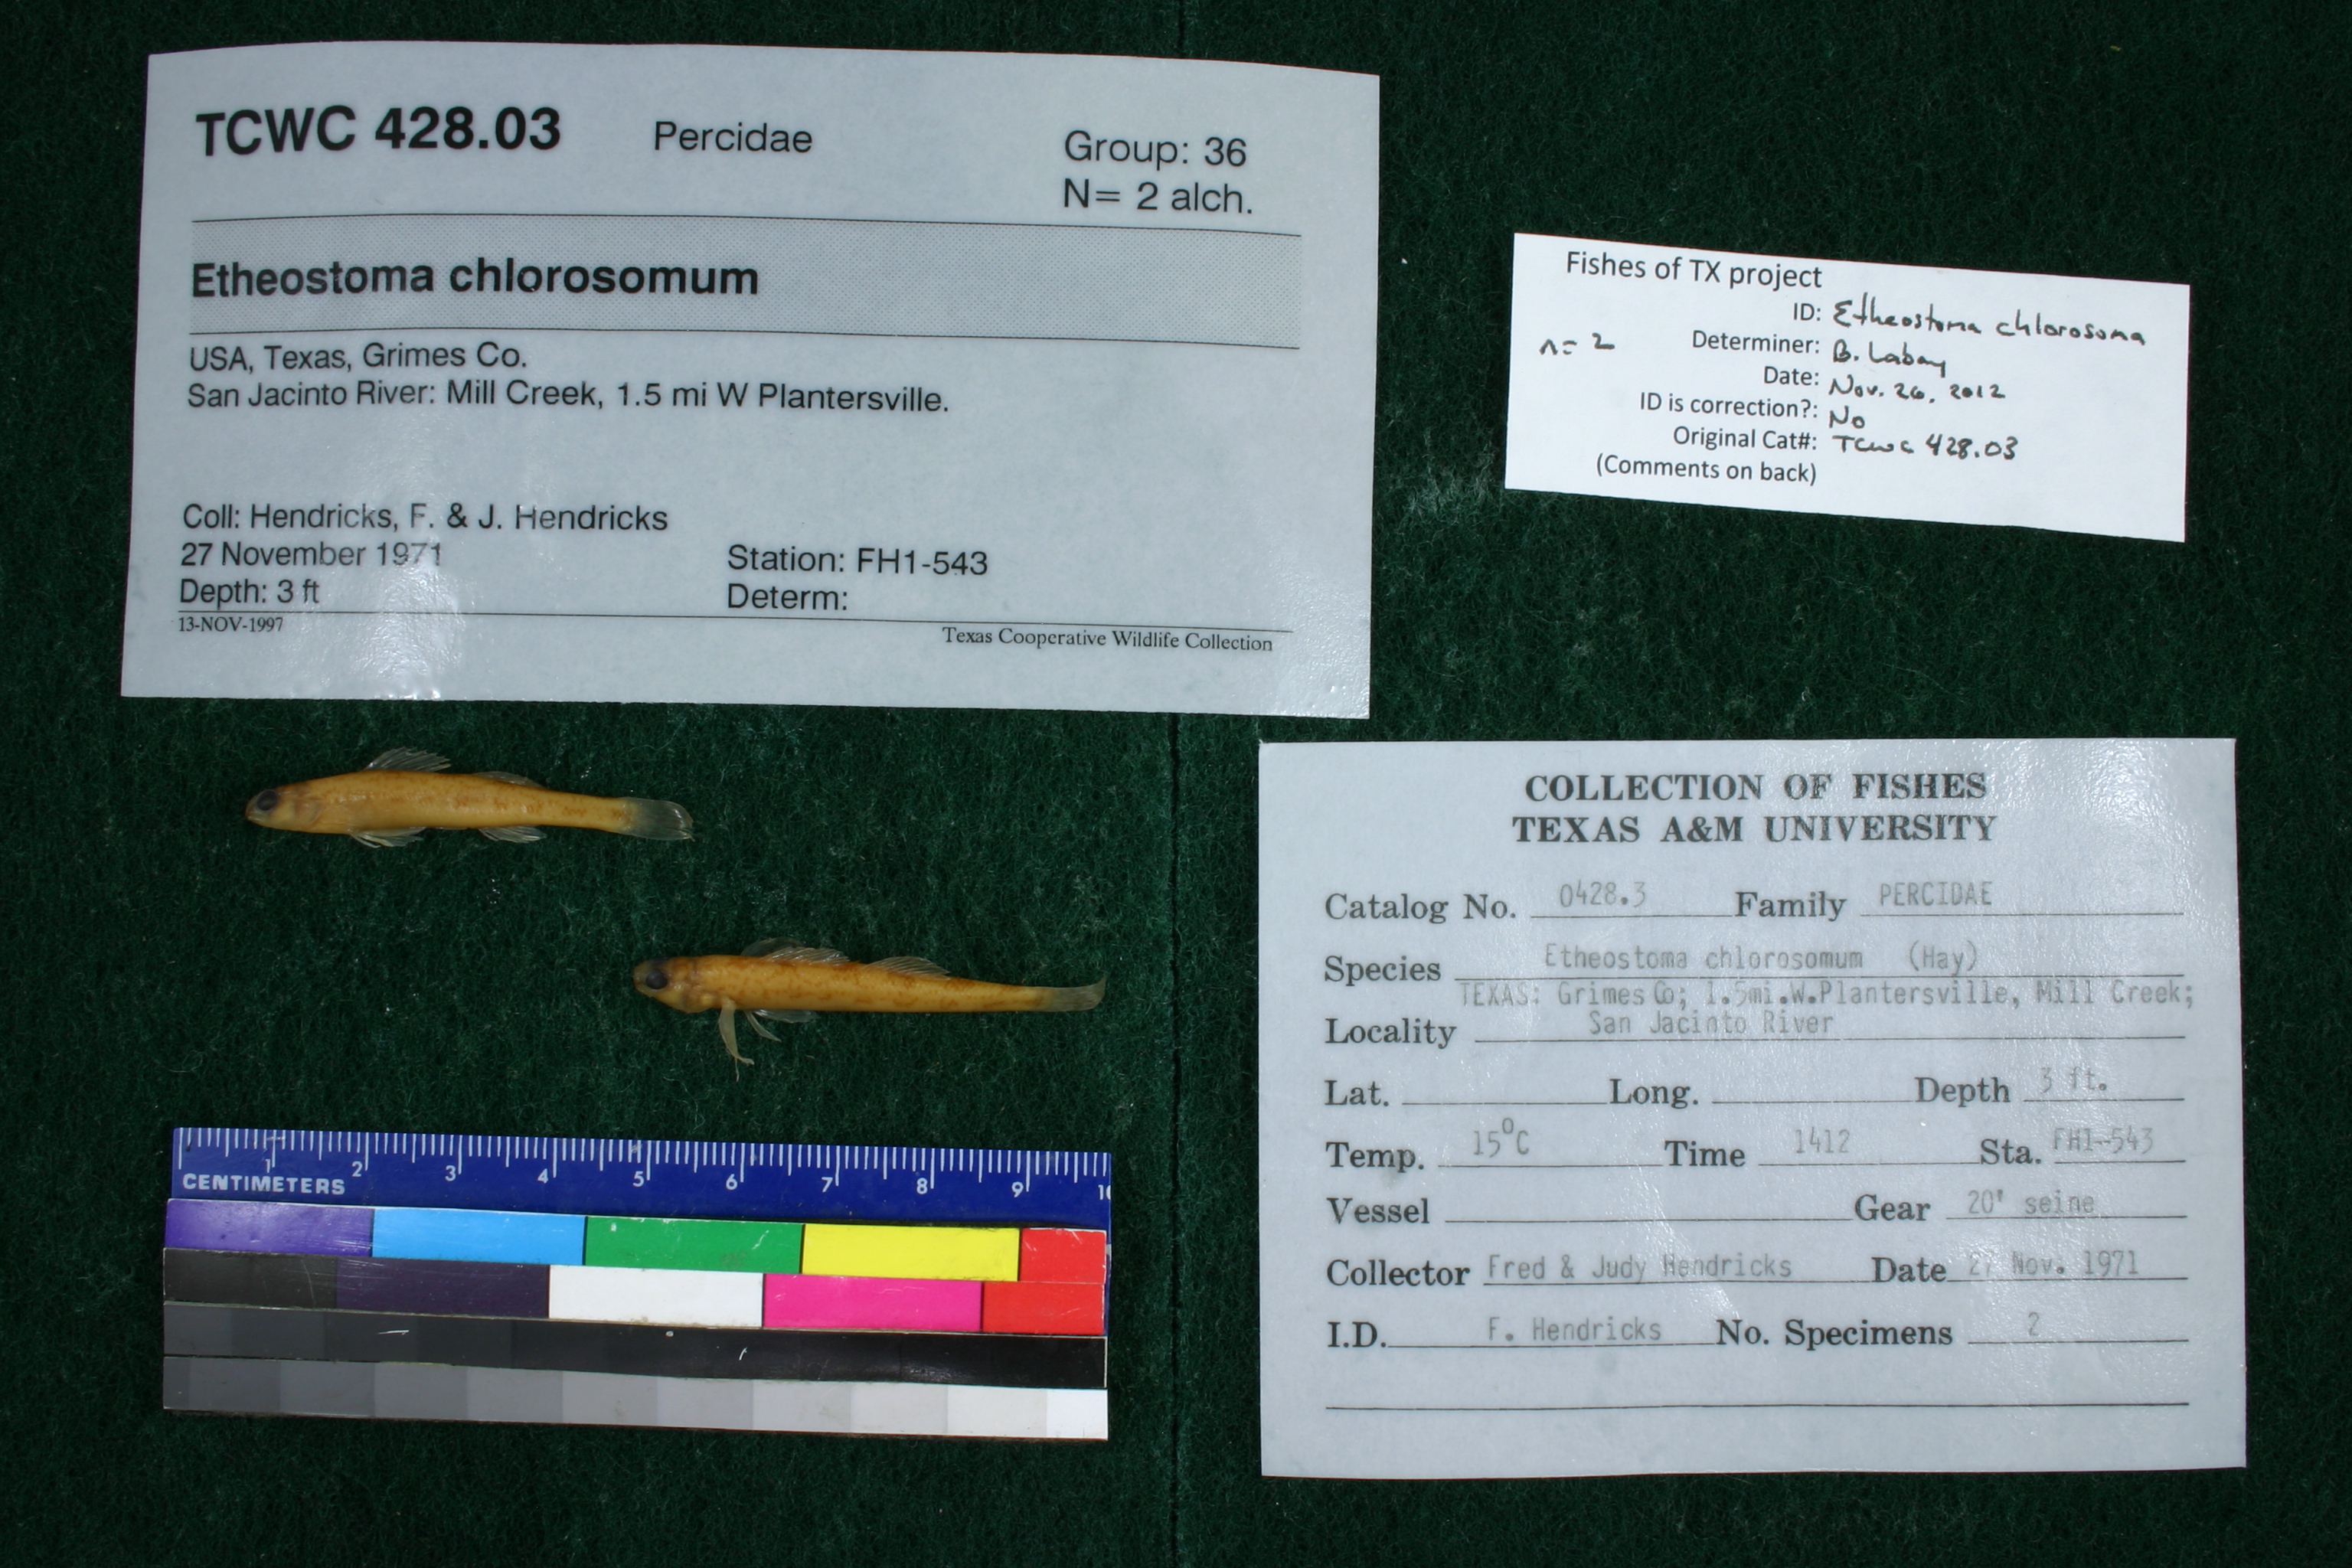 TCWC 428.03 Percidae Group: 36
N= 2 alch.
Etheostoma chlorosomum
USA, Texas, Grimes Co.
San Jacinto River: Mill Creek, 1.5 mi W Plantersville.
Coll: Hendricks, F. & J. Hendricks
27 November 1971 Station: FH1-543
Depth: 3 ft Determ:
13-NOV-1997 Texas Cooperative Wildlife Collection
Fishes of TX project
ID: Etheostoma chlorosoma
n= 2 Determiner: B. Labay
Date: Nov. 26, 2012
ID is correction?: No
Original Cat#: TCWC 428.03
(Comments on back)
COLLECTION OF FISHES
TEXAS A&M UNIVERSITY
Catalog No. 0428.3 Family PERCIDAE
Species Etheostoma chlorosomum (Hay)
TEXAS: Grimes Co; 1.5mi.W.Plantersville, Mill Creek;
Locality San Jacinto River
Lat. Long. Depth 3 ft.
Temp. 15°C Time 1412 Sta. FH1-543
Vessel Gear 20' seine
Collector Fred & Judy Hendricks Date 27 Nov. 1971
I.D. F. Hendricks No. Specimens 2
1 2 3 4 5 6 7 8 9 10
CENTIMETERS